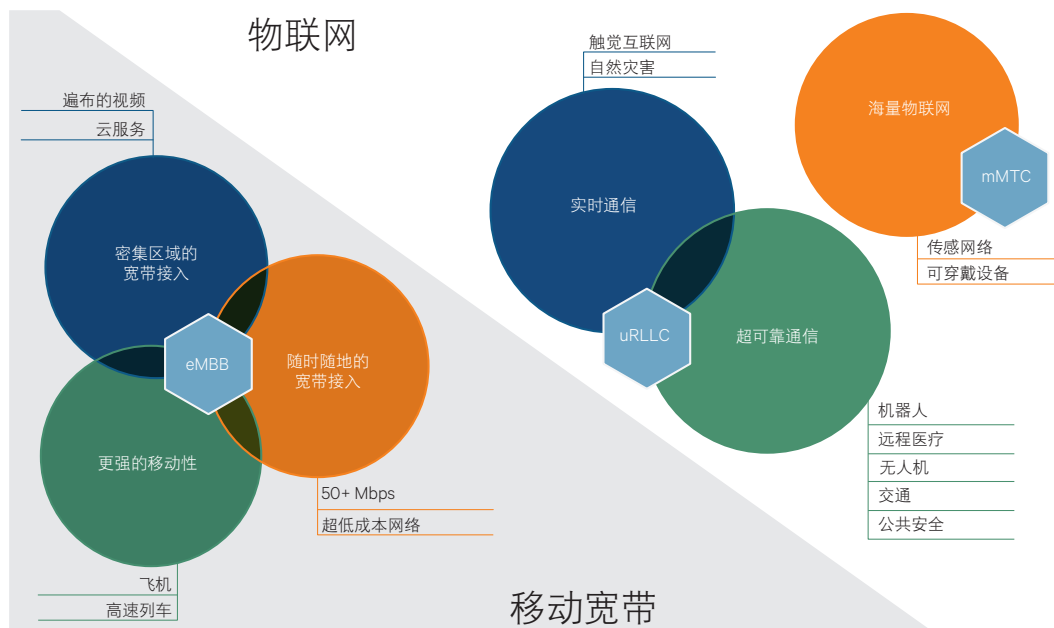 物联网
遍布的视频
云服务
密集区域的
宽带接入
eMBB
随时随地的
宽带接入
更强的移动性
50+ Mbps
超低成本网络
飞机
高速列车
触觉互联网
自然灾害
实时通信
uRLLC
超可靠通信
机器人
远程医疗
无人机
交通
公共安全
海量物联网
mMTC
传感网络
可穿戴设备
移动宽带